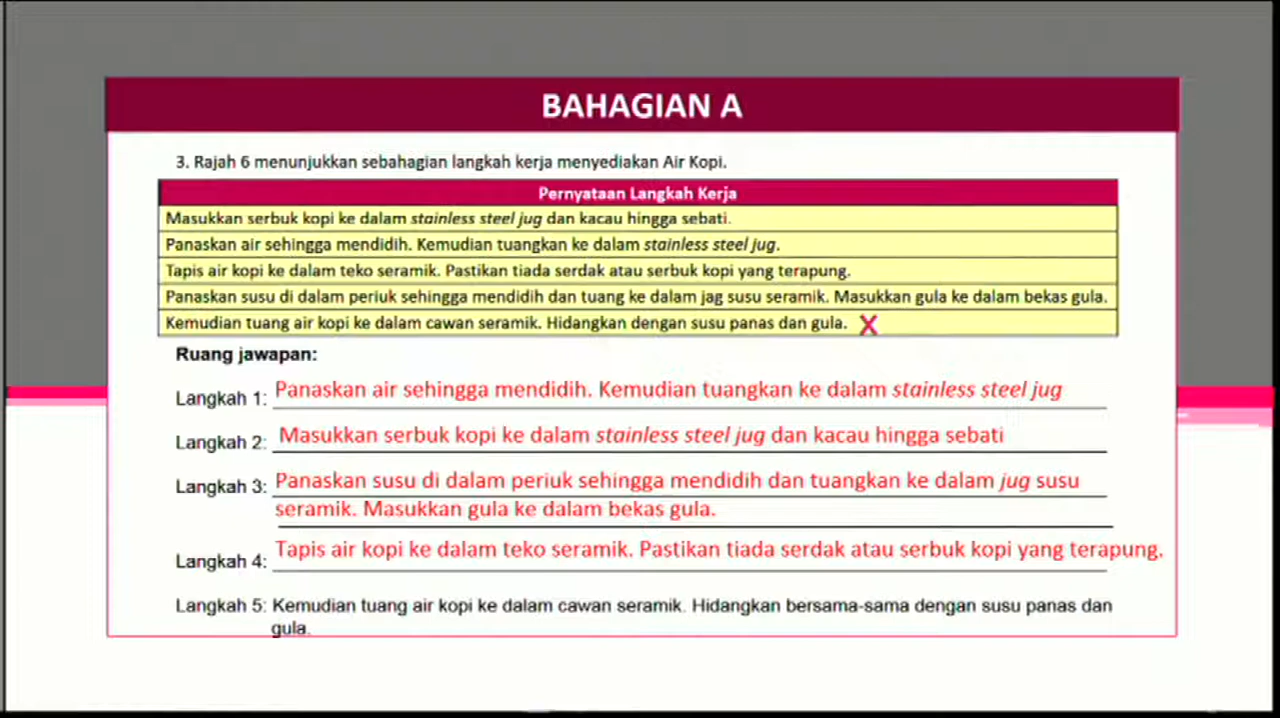 BAHAGIAN A
3. Rajah 6 menunjukkan sebahagian langkah kerja menyediakan Air Kopi.
Pernyataan Langkah Kerja
Masukkan serbuk kopi ke dalam stainless steel jug dan kacau hingga sebati.
Panaskan air sehingga mendidih. Kemudian tuangkan ke dalam stainless steel jug.
Tapis air kopi ke dalam teko seramik. Pastikan tiada serdak atau serbuk kopi yang terapung.
Panaskan susu di dalam periuk sehingga mendidih dan tuang ke dalam jag susu seramik. Masukkan gula ke dalam bekas gula.
Kemudian tuang air kopi ke dalam cawan seramik. Hidangkan dengan susu panas dan gula. X
Ruang jawapan:
Langkah 1: Panaskan air sehingga mendidih. Kemudian tuangkan ke dalam stainless steel jug
Langkah 2: Masukkan serbuk kopi ke dalam stainless steel jug dan kacau hingga sebati
Langkah 3: Panaskan susu di dalam periuk sehingga mendidih dan tuangkan ke dalam jug susu
seramik. Masukkan gula ke dalam bekas gula.
Langkah 4: Tapis air kopi ke dalam teko seramik. Pastikan tiada serdak atau serbuk kopi yang terapung.
Langkah 5: Kemudian tuang air kopi ke dalam cawan seramik. Hidangkan bersama-sama dengan susu panas dan
gula.